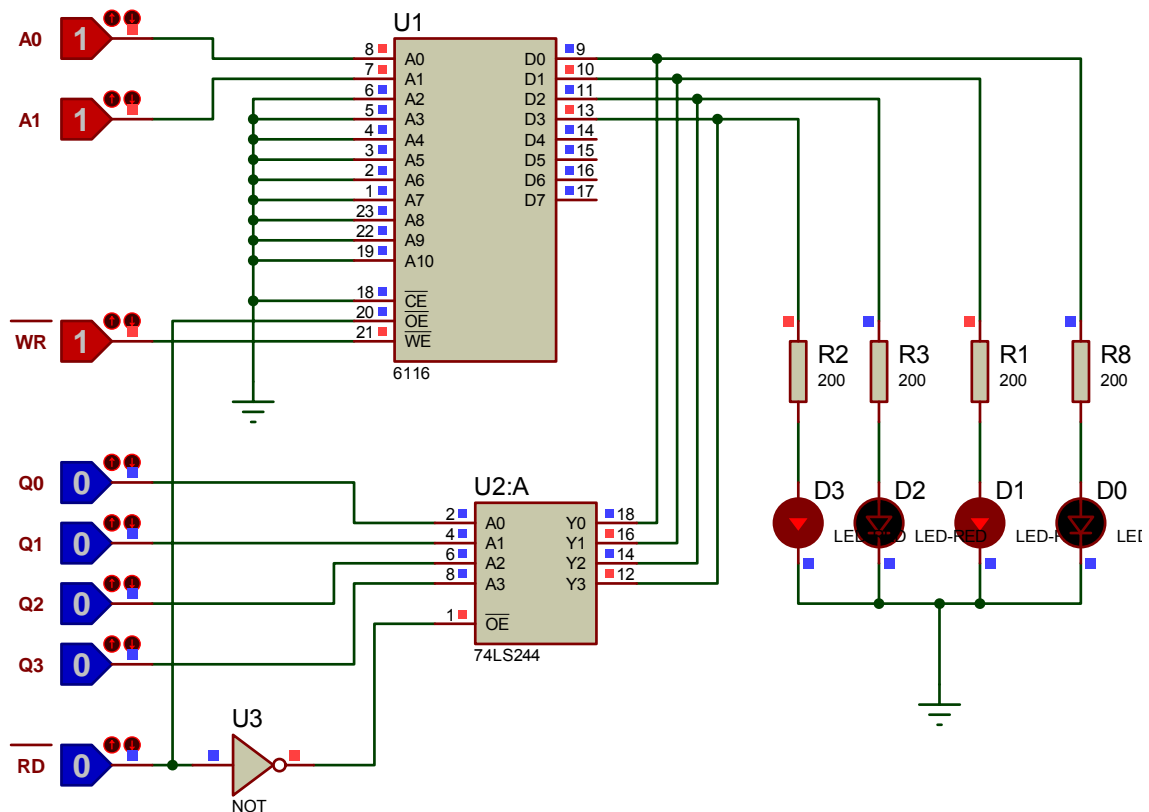 A0 1
A1 1
WR 1
U1
8 A0
7 A1
6 A2
5 A3
4 A4
3 A5
2 A6
1 A7
23 A8
22 A9
19 A10
18 CE
20 OE
21 WE
D0 9
D1 10
D2 11
D3 13
D4 14
D5 15
D6 16
D7 17
6116
R2
200
R3
200
R1
200
R8
200
Q0 0
Q1 0
Q2 0
Q3 0
RD 0
U2:A
2 A0
4 A1
6 A2
8 A3
1 OE
Y0 18
Y1 16
Y2 14
Y3 12
74LS244
D3
D2
LED-RED
D1
D0
U3
NOT